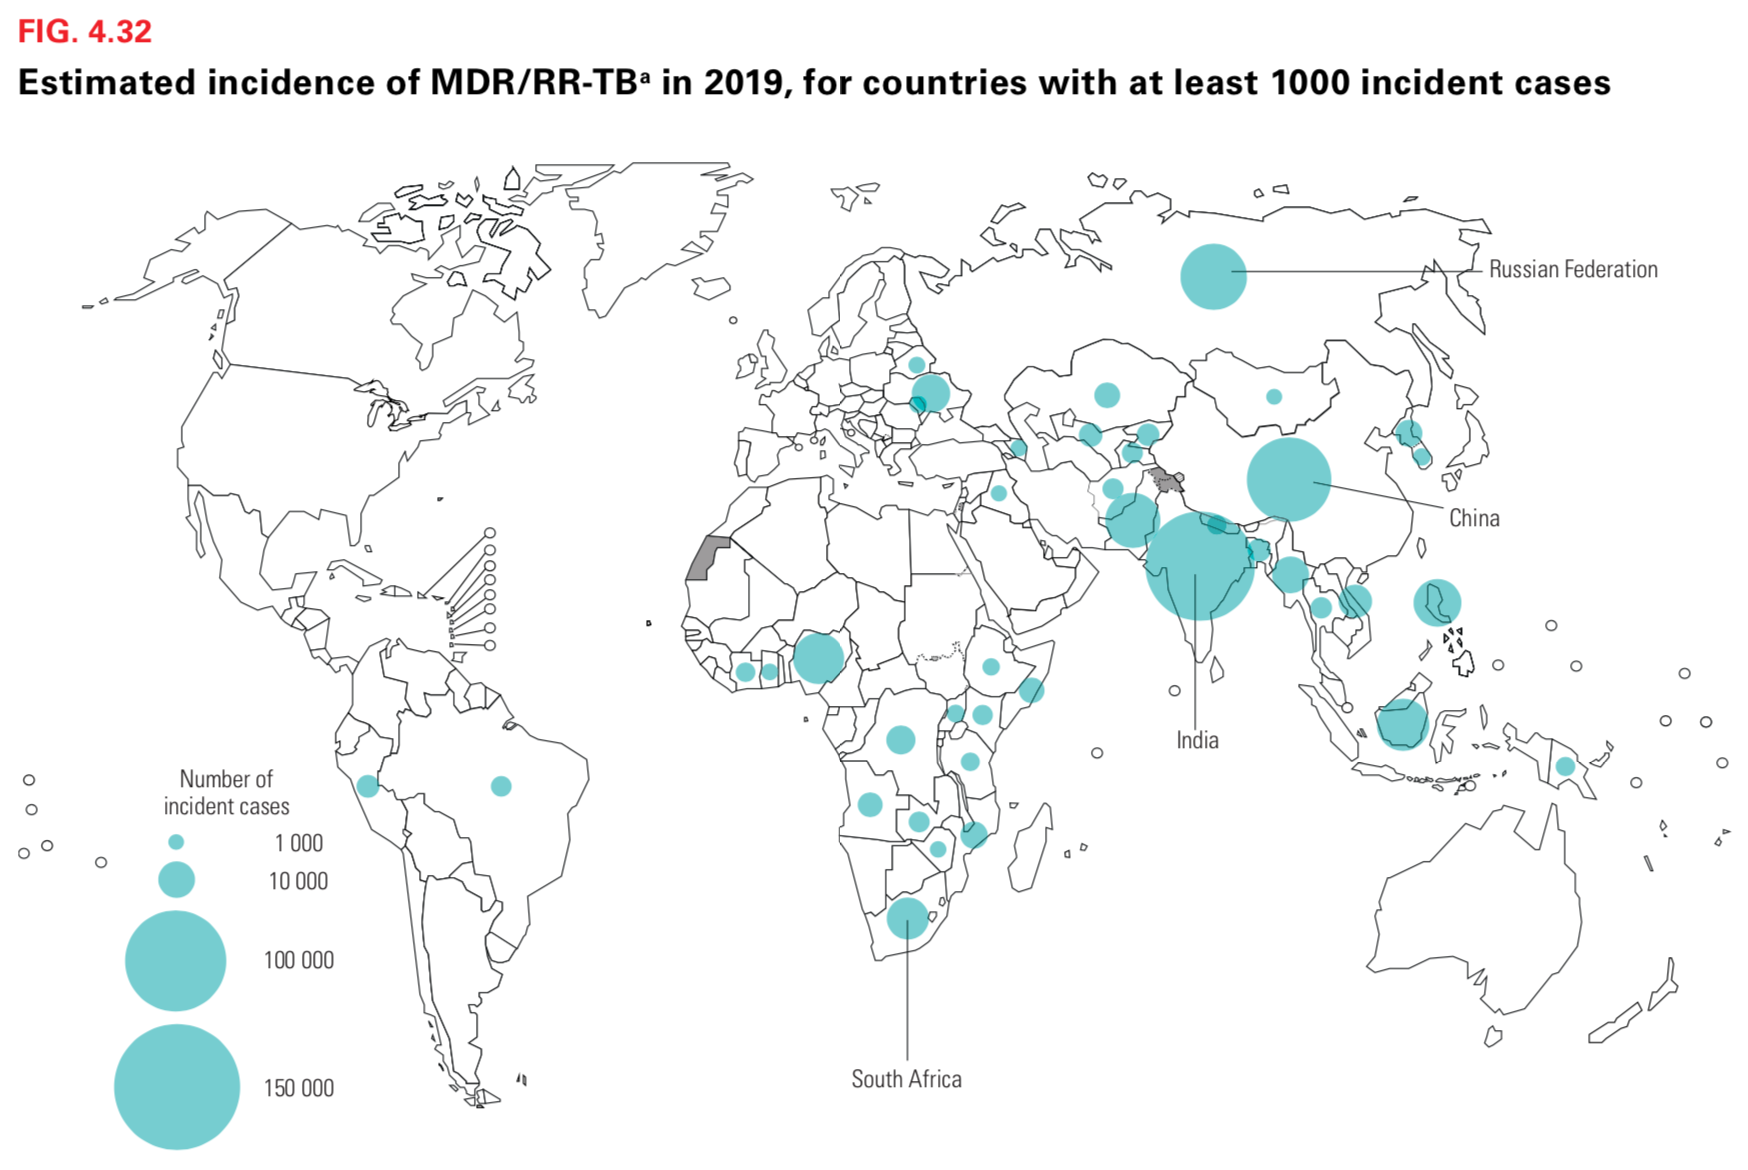 FIG. 4.32
Estimated incidence of MDR/RR-TBᵃ in 2019, for countries with at least 1000 incident cases
Russian Federation
China
India
Number of
incident cases
1 000
10 000
100 000
150 000
South Africa